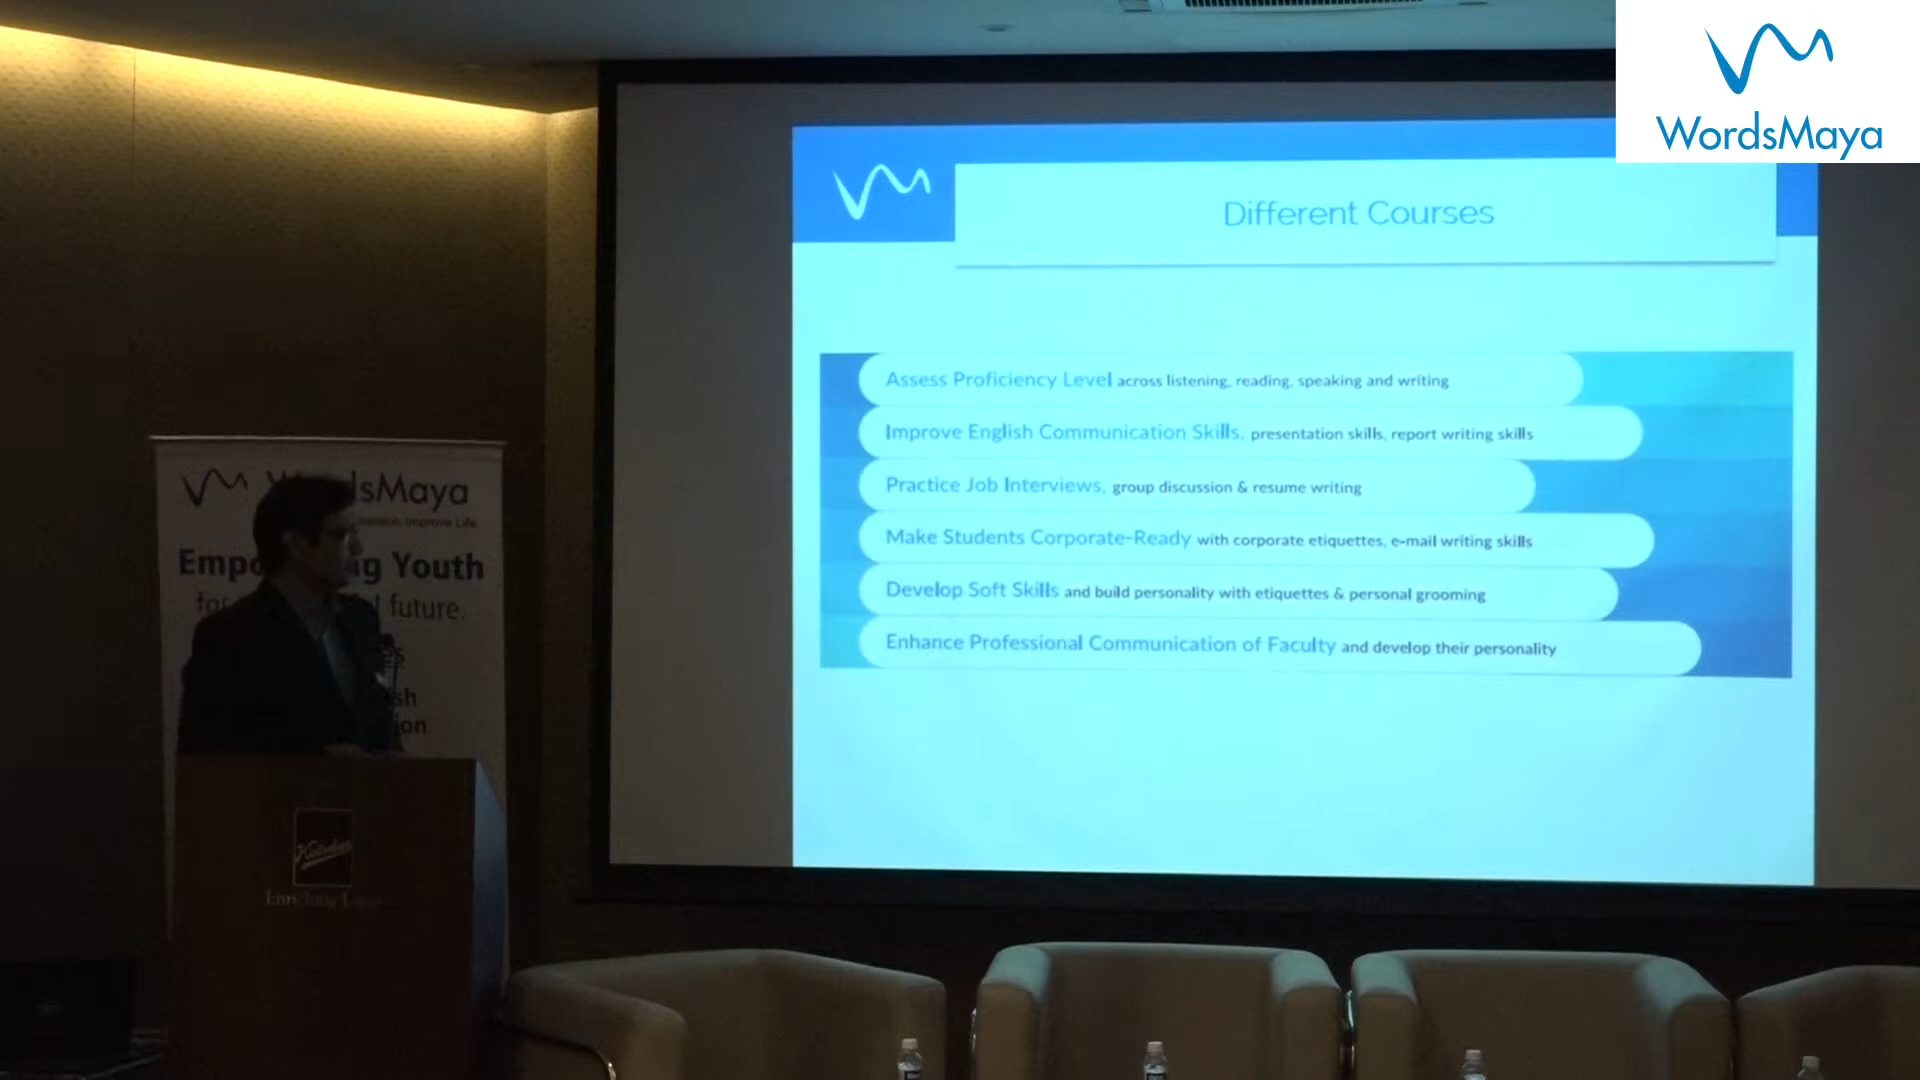 WordsMaya
Different Courses
Assess Proficiency Level across listening, reading, speaking and writing
Improve English Communication Skills, presentation skills, report writing skills
Practice Job Interviews, group discussion & resume writing
Make Students Corporate-Ready with corporate etiquettes, e-mail writing skills
Develop Soft Skills and build personality with etiquettes & personal grooming
Enhance Professional Communication of Faculty and develop their personality
sMaya
Improve Life.
Youth
future.